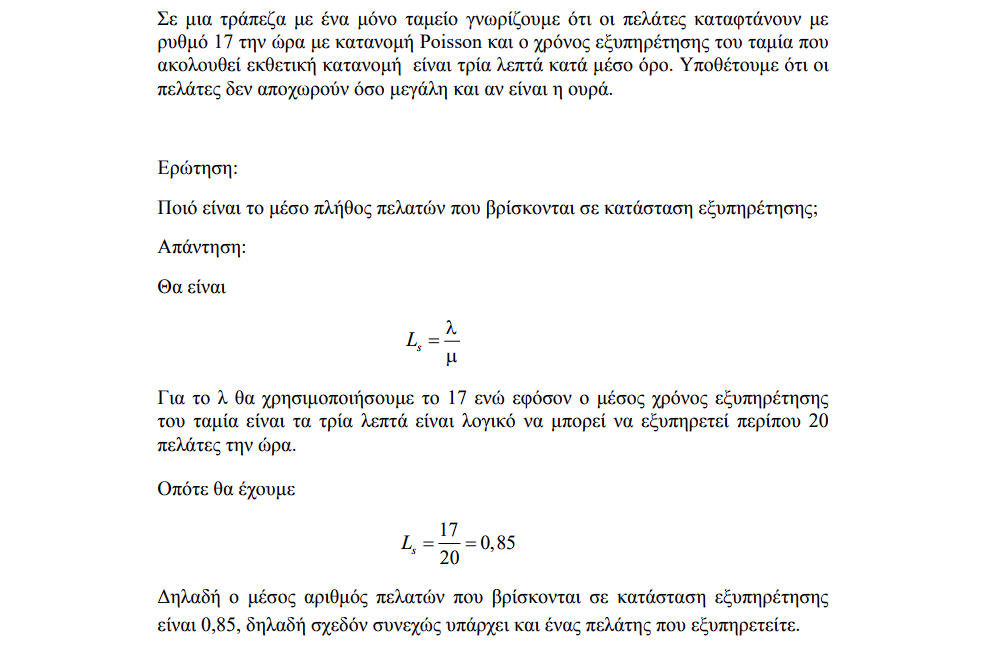 Σε μια τράπεζα με ένα μόνο ταμείο γνωρίζουμε ότι οι πελάτες καταφτάνουν με
ρυθμό 17 την ώρα με κατανομή Poisson και ο χρόνος εξυπηρέτησης του ταμία που
ακολουθεί εκθετική κατανομή είναι τρία λεπτά κατά μέσο όρο. Υποθέτουμε ότι οι
πελάτες δεν αποχωρούν όσο μεγάλη και αν είναι η ουρά.
Ερώτηση:
Ποιό είναι το μέσο πλήθος πελατών που βρίσκονται σε κατάσταση εξυπηρέτησης;
Απάντηση:
Θα είναι
L_s = λ/μ
Για το λ θα χρησιμοποιήσουμε το 17 ενώ εφόσον ο μέσος χρόνος εξυπηρέτησης
του ταμία είναι τα τρία λεπτά είναι λογικό να μπορεί να εξυπηρετεί περίπου 20
πελάτες την ώρα.
Οπότε θα έχουμε
L_s = 17/20 = 0,85
Δηλαδή ο μέσος αριθμός πελατών που βρίσκονται σε κατάσταση εξυπηρέτησης
είναι 0,85, δηλαδή σχεδόν συνεχώς υπάρχει και ένας πελάτης που εξυπηρετείτε.